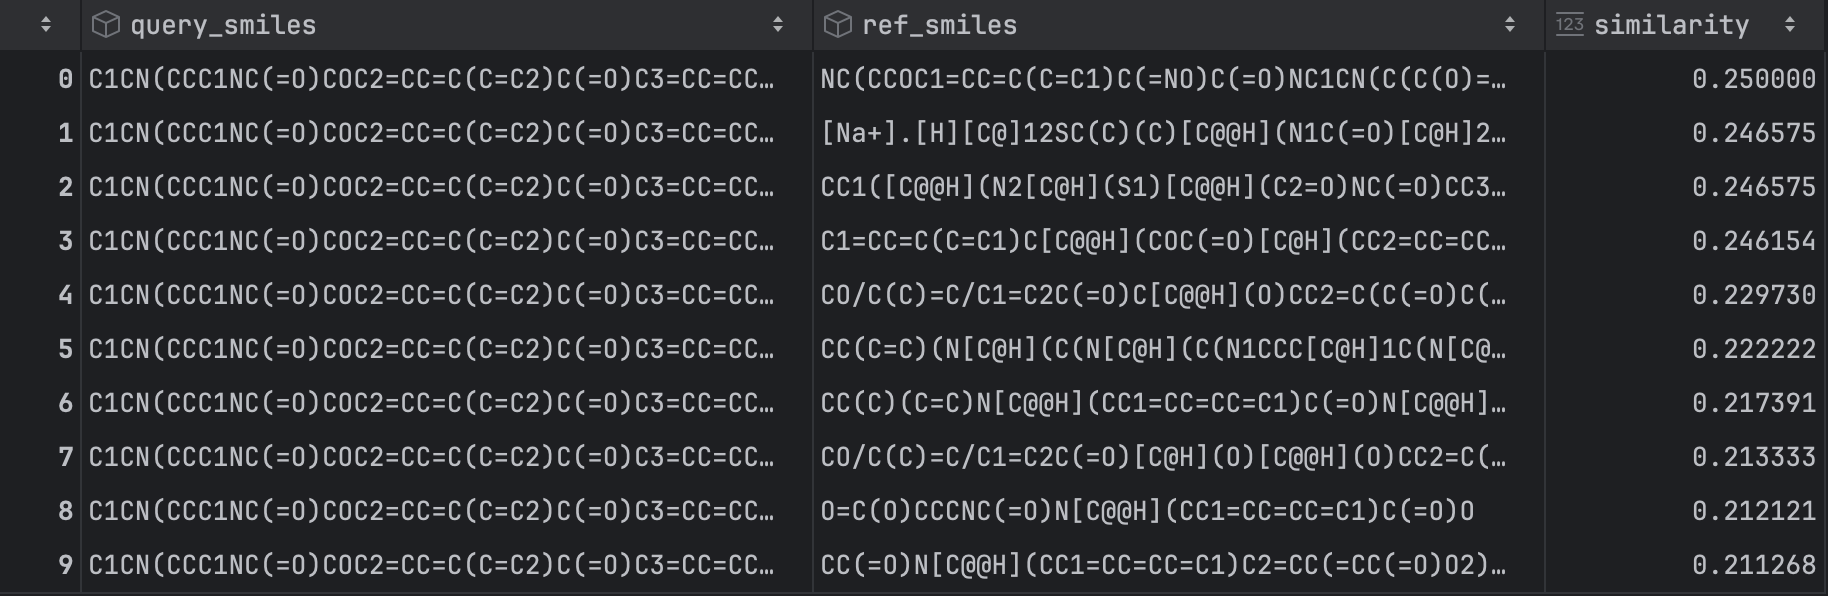 query_smiles ref_smiles 123 similarity
0 C1CN(CCC1NC(=O)COC2=CC=C(C=C2)C(=O)C3=CC=CC… NC(CCOC1=CC=C(C=C1)C(=NO)C(=O)NC1CN(C(C(O)=… 0.250000
1 C1CN(CCC1NC(=O)COC2=CC=C(C=C2)C(=O)C3=CC=CC… [Na+].[H][C@]12SC(C)(C)[C@@H](N1C(=O)[C@H]2… 0.246575
2 C1CN(CCC1NC(=O)COC2=CC=C(C=C2)C(=O)C3=CC=CC… CC1([C@@H](N2[C@H](S1)[C@@H](C2=O)NC(=O)CC3… 0.246575
3 C1CN(CCC1NC(=O)COC2=CC=C(C=C2)C(=O)C3=CC=CC… C1=CC=C(C=C1)C[C@@H](COC(=O)[C@H](CC2=CC=CC… 0.246154
4 C1CN(CCC1NC(=O)COC2=CC=C(C=C2)C(=O)C3=CC=CC… CO/C(C)=C/C1=C2C(=O)C[C@@H](O)CC2=C(C(=O)C(… 0.229730
5 C1CN(CCC1NC(=O)COC2=CC=C(C=C2)C(=O)C3=CC=CC… CC(C=C)(N[C@H](C(N[C@H](C(N1CCC[C@H]1C(N[C@… 0.222222
6 C1CN(CCC1NC(=O)COC2=CC=C(C=C2)C(=O)C3=CC=CC… CC(C)(C=C)N[C@@H](CC1=CC=CC=C1)C(=O)N[C@@H]… 0.217391
7 C1CN(CCC1NC(=O)COC2=CC=C(C=C2)C(=O)C3=CC=CC… CO/C(C)=C/C1=C2C(=O)[C@H](O)[C@@H](O)CC2=C(… 0.213333
8 C1CN(CCC1NC(=O)COC2=CC=C(C=C2)C(=O)C3=CC=CC… O=C(O)CCCNC(=O)N[C@@H](CC1=CC=CC=C1)C(=O)O 0.212121
9 C1CN(CCC1NC(=O)COC2=CC=C(C=C2)C(=O)C3=CC=CC… CC(=O)N[C@@H](CC1=CC=CC=C1)C2=CC(=CC(=O)O2)… 0.211268